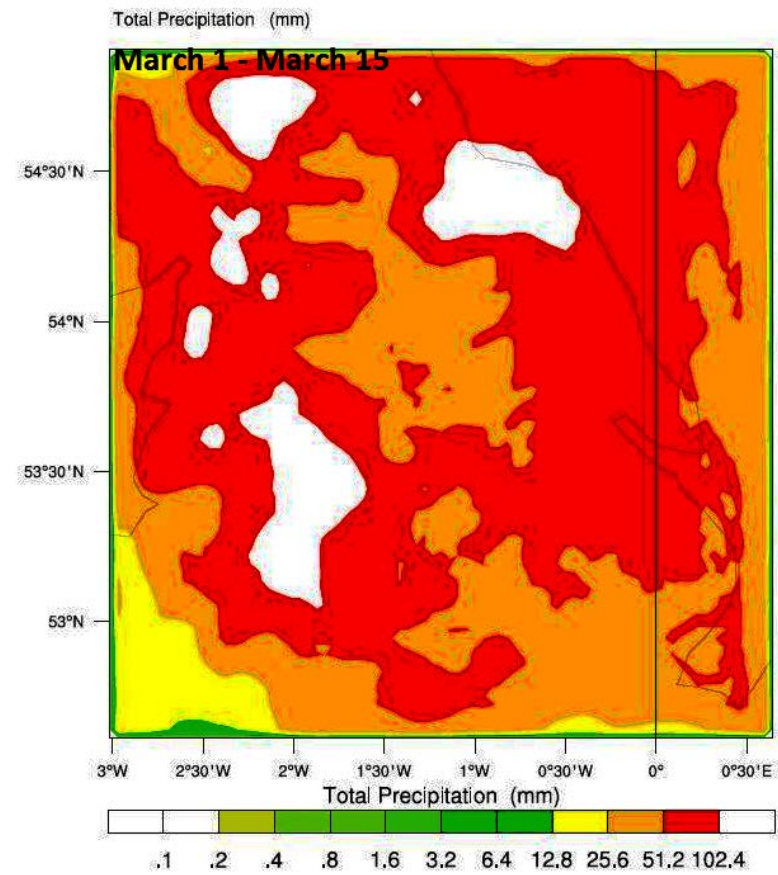 Total Precipitation (mm)
March 1 - March 15
54°30'N
54°N
53°30'N
53°N
3°W 2°30'W 2°W 1°30'W 1°W 0°30'W 0° 0°30'E
Total Precipitation (mm)
.1 .2 .4 .8 1.6 3.2 6.4 12.8 25.6 51.2 102.4